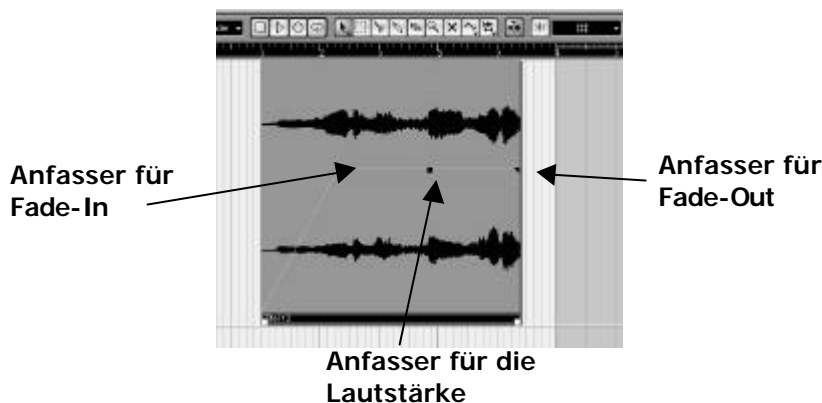 Anfasser für
Fade-In
Anfasser für
Fade-Out
Anfasser für die
Lautstärke